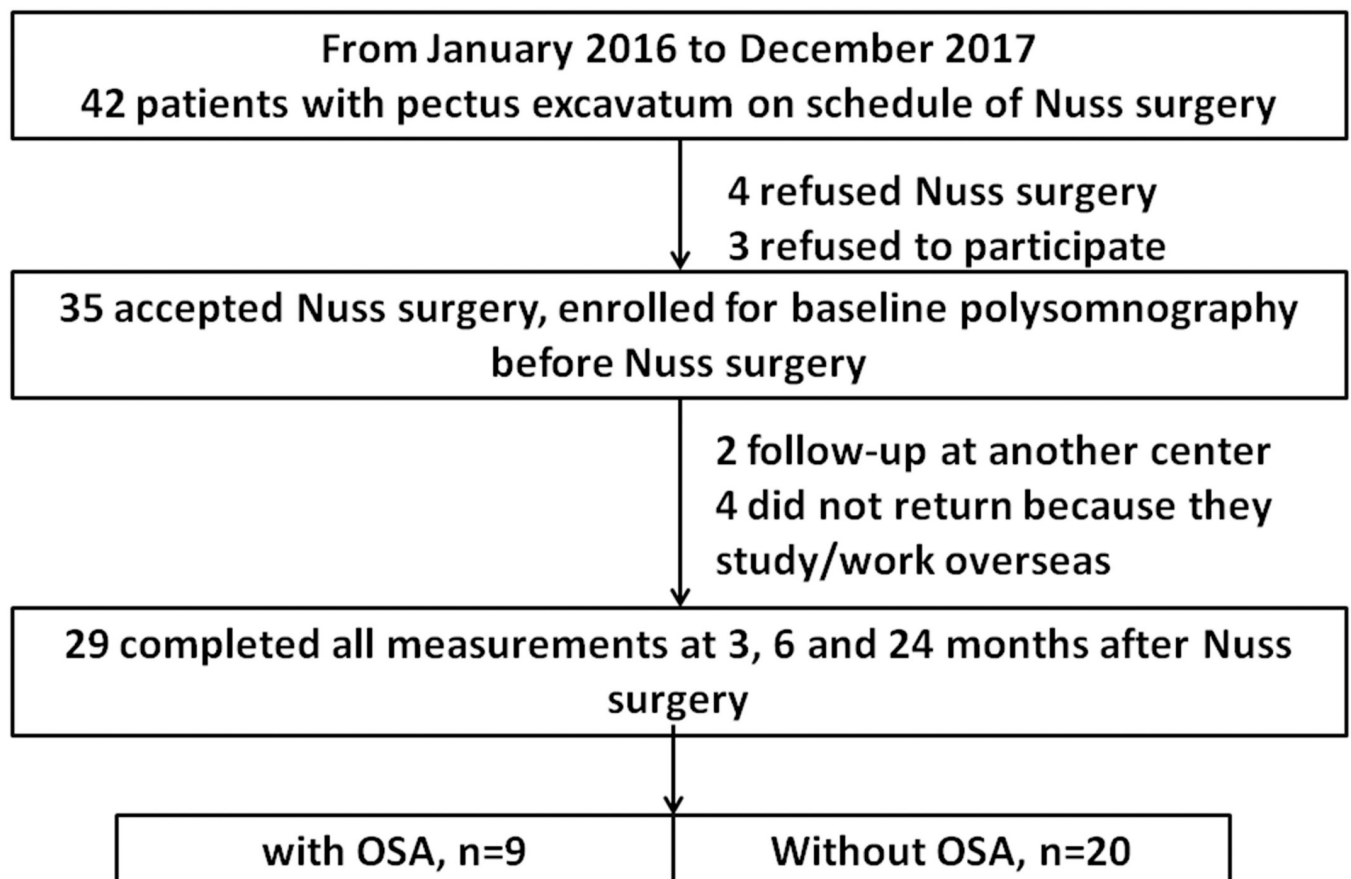 From January 2016 to December 2017
42 patients with pectus excavatum on schedule of Nuss surgery
4 refused Nuss surgery
3 refused to participate
35 accepted Nuss surgery, enrolled for baseline polysomnography
before Nuss surgery
2 follow-up at another center
4 did not return because they
study/work overseas
29 completed all measurements at 3, 6 and 24 months after Nuss
surgery
with OSA, n=9
Without OSA, n=20